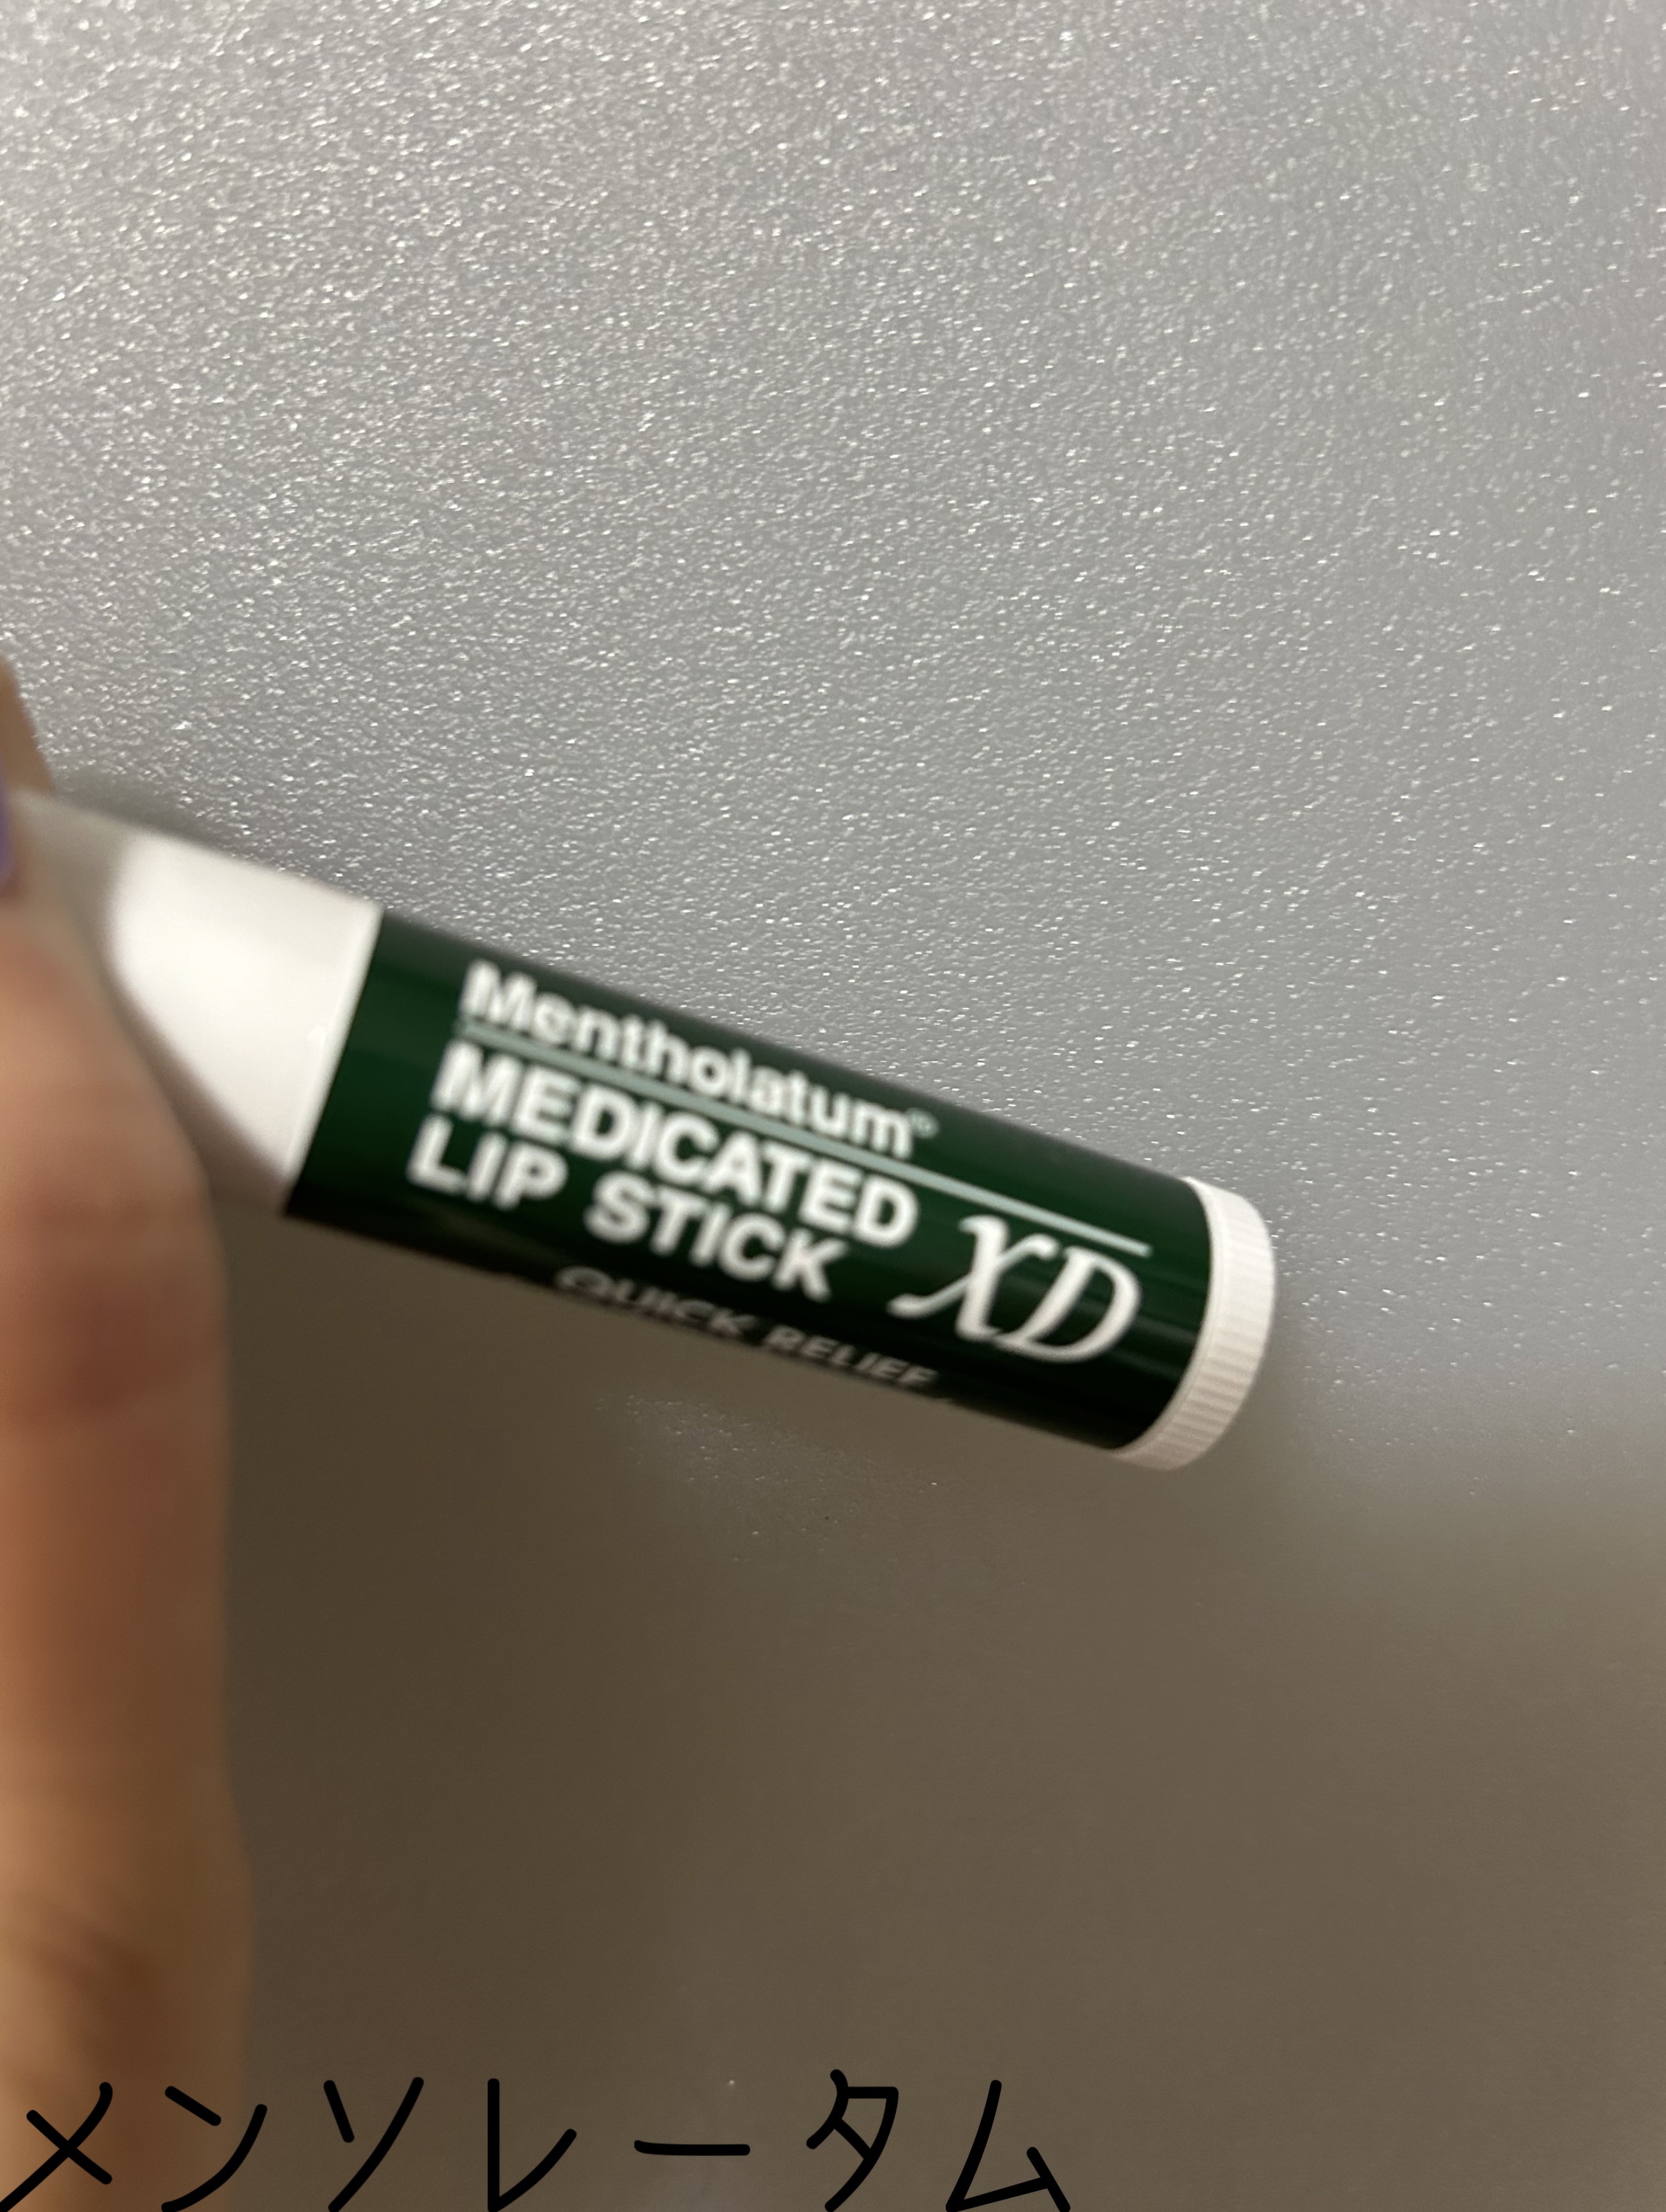 Mentholatum®
MEDICATED
LIP STICK XD
QUICK RELIEF
メンソレータム